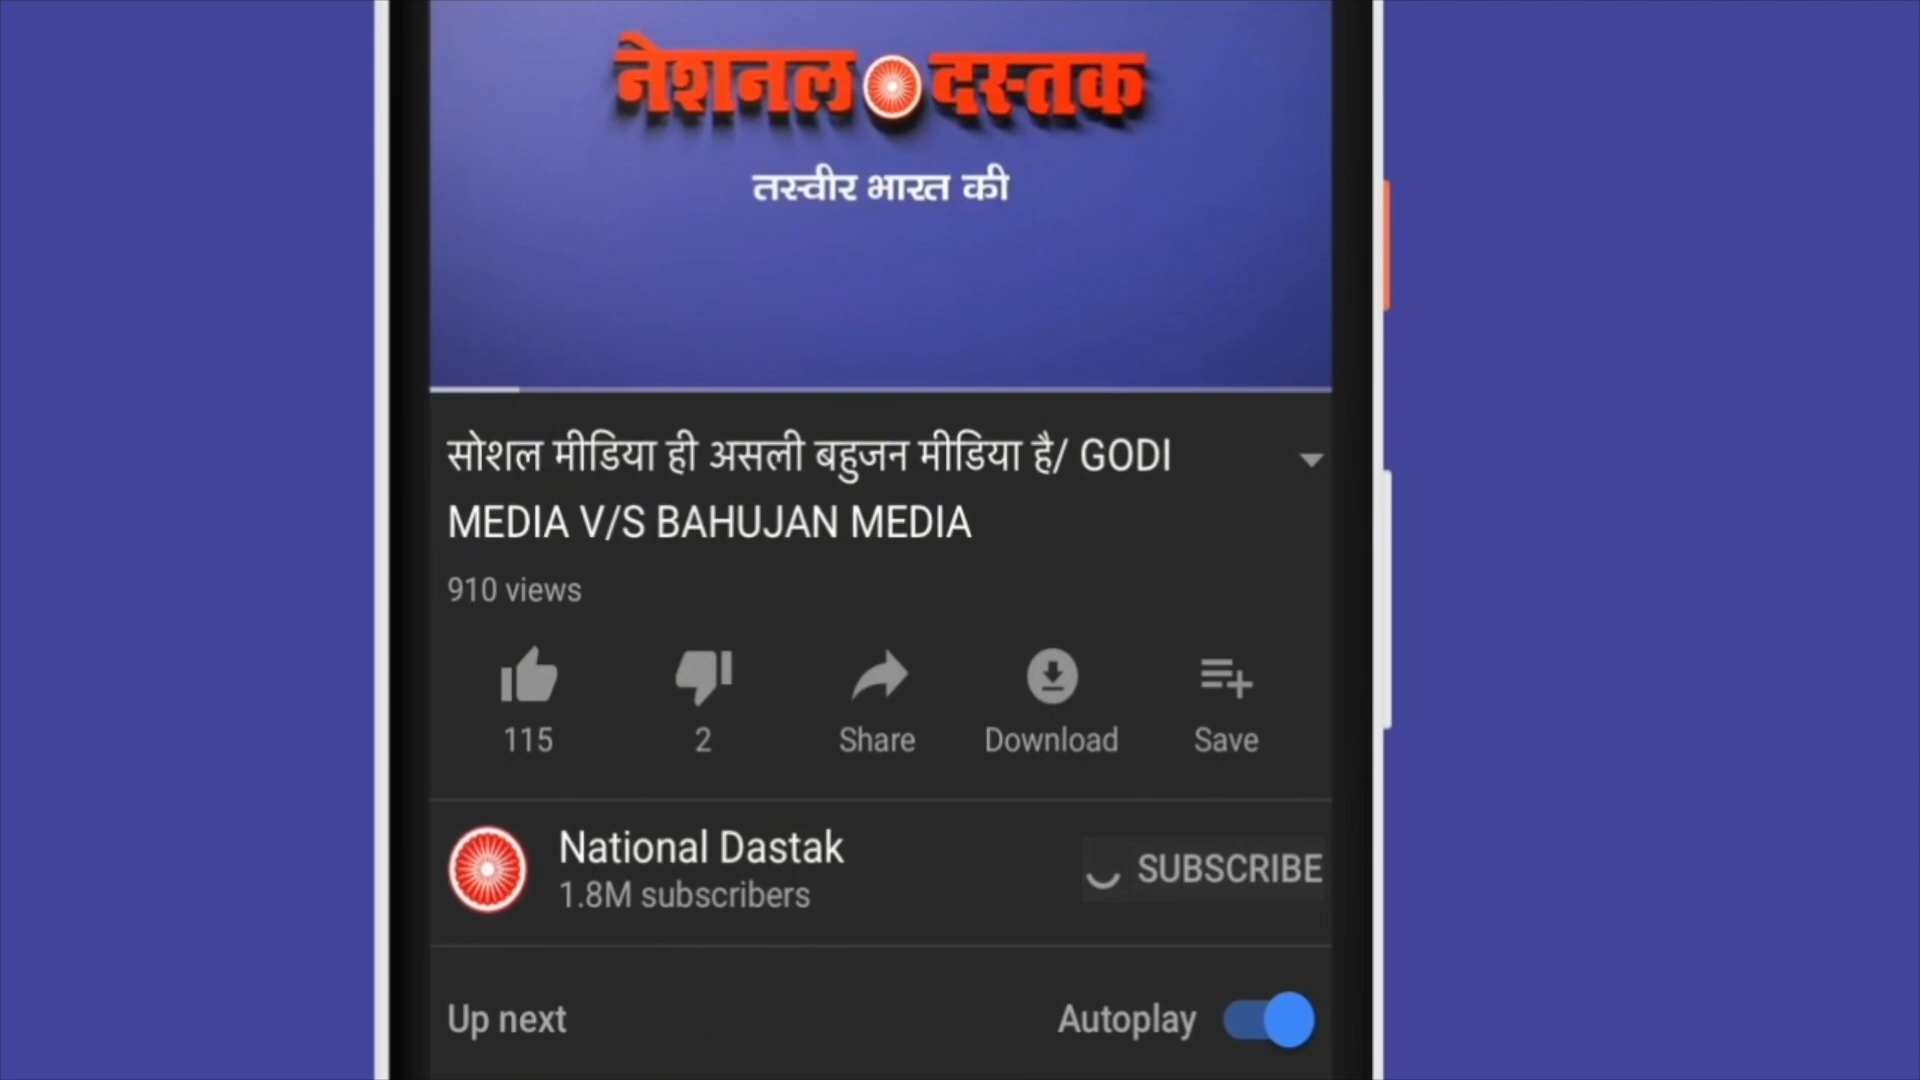 नेशनल दस्तक
तस्वीर भारत की
सोशल मीडिया ही असली बहुजन मीडिया है/ GODI
MEDIA V/S BAHUJAN MEDIA
910 views
115 2 Share Download Save
National Dastak
1.8M subscribers
SUBSCRIBE
Up next Autoplay